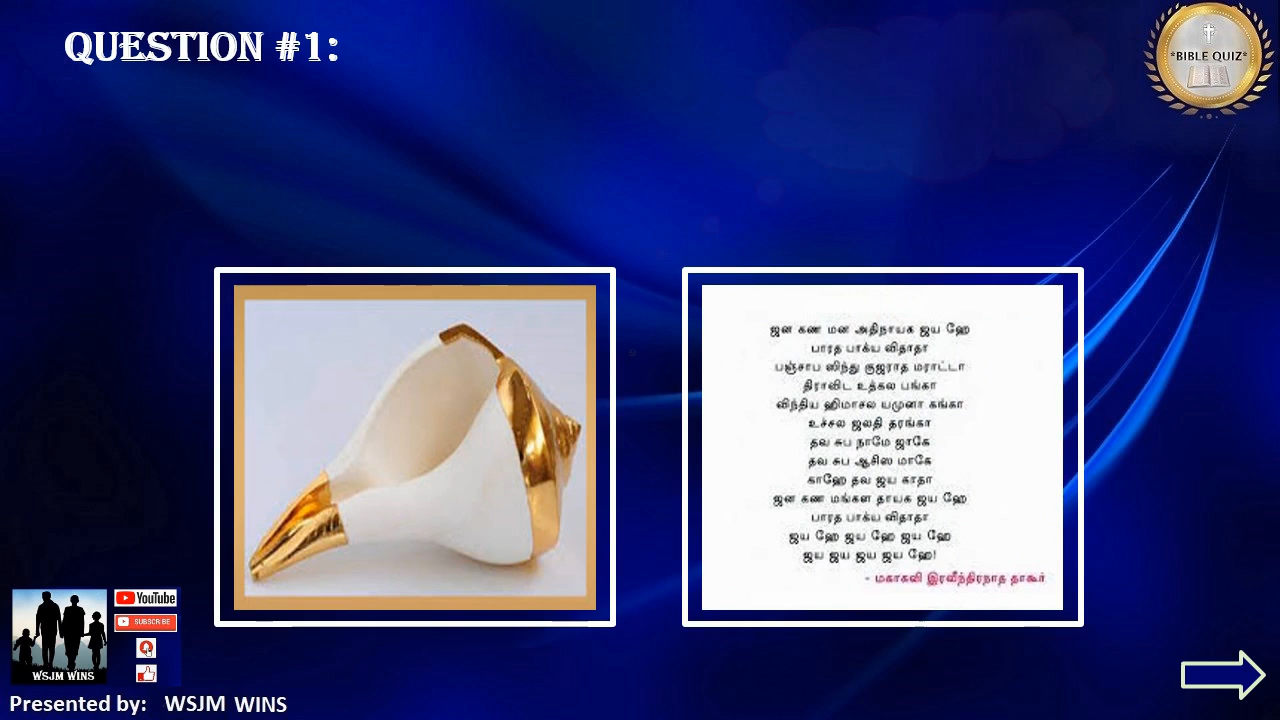 QUESTION #1:
*BIBLE QUIZ*
ஜன கண மன அதிநாயக ஜய ஹே
பாரத பாக்ய விதாதா
பஞ்சாப ஸிந்து குஜராத மராட்டா
திராவிட உத்கல பங்கா
விந்திய ஹிமாசல யமுனா கங்கா
உச்சல ஜலதி தரங்கா
தவ சுப நாமே ஜாகே
தவ சுப ஆசிஸ மாகே
காஹே தவ ஜய காதா
ஜன கண மங்கள தாயக ஜய ஹே
பாரத பாக்ய விதாதா
ஜய ஹே ஜய ஹே ஜய ஹே
ஜய ஜய ஜய ஜய ஹே!
- மகாகவி இரவீந்திரநாத தாகூர்
YouTube
SUBSCRIBE
WSJM WINS
Presented by: WSJM WINS